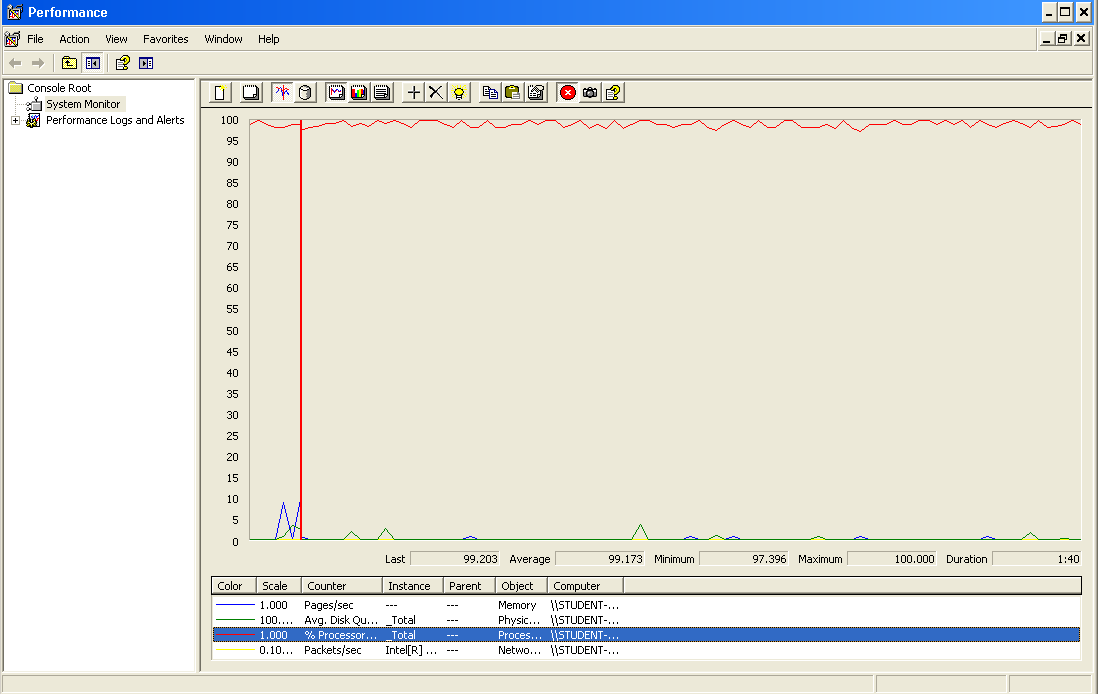 Performance
File Action View Favorites Window Help
Console Root
System Monitor
Performance Logs and Alerts
100
95
90
85
80
75
70
65
60
55
50
45
40
35
30
25
20
15
10
5
0
Last 99.203 Average 99.173 Minimum 97.396 Maximum 100.000 Duration 1:40
Color Scale Counter Instance Parent Object Computer
1.000 Pages/sec --- --- Memory \\STUDENT-...
100.... Avg. Disk Qu... _Total --- Physic... \\STUDENT-...
1.000 % Processor... _Total --- Proces... \\STUDENT-...
0.10... Packets/sec Intel[R] ... --- Netwo... \\STUDENT-...